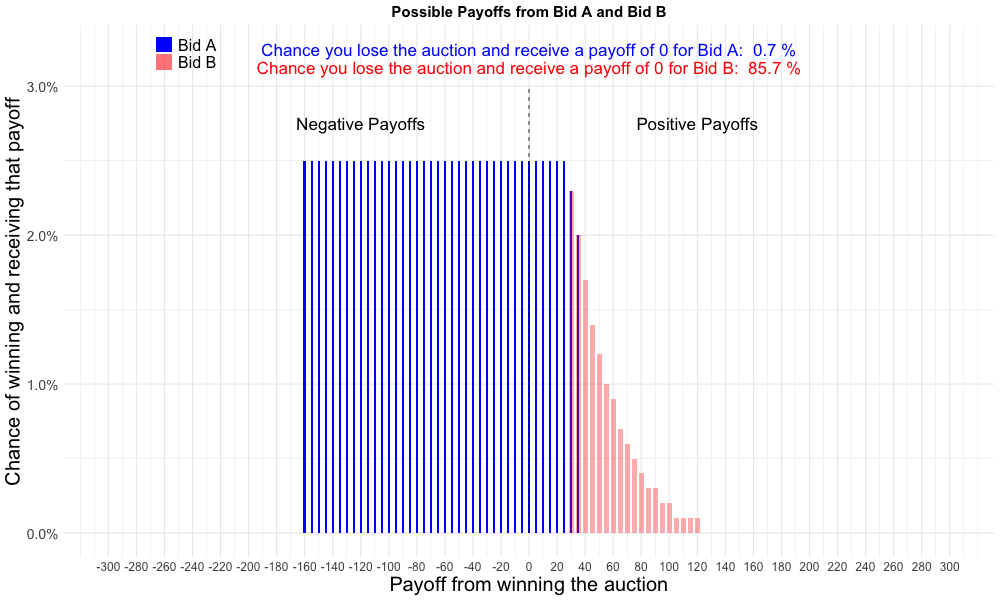 Possible Payoffs from Bid A and Bid B
Bid A
Bid B
Chance you lose the auction and receive a payoff of 0 for Bid A:  0.7 %
Chance you lose the auction and receive a payoff of 0 for Bid B:  85.7 %
Negative Payoffs
Positive Payoffs
Chance of winning and receiving that payoff
3.0%
2.0%
1.0%
0.0%
-300 -280 -260 -240 -220 -200 -180 -160 -140 -120 -100 -80 -60 -40 -20 0 20 40 60 80 100 120 140 160 180 200 220 240 260 280 300
Payoff from winning the auction